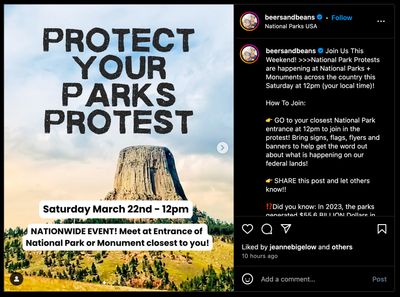 PROTECT
YOUR
PARKS
PROTEST
Saturday March 22nd - 12pm
NATIONWIDE EVENT! Meet at Entrance of
National Park or Monument closest to you!
beersandbeans • Follow
National Parks USA
beersandbeans Join Us This
Weekend! >>>National Park Protests
are happening at National Parks +
Monuments across the country this
Saturday at 12pm (your local time)!
How To Join:
👉 GO to your closest National Park
entrance at 12pm to join in the
protest! Bring signs, flags, flyers and
banners to help get the word out
about what is happening on our
federal lands!
👉 SHARE this post and let others
know!!
⁉️Did you know: In 2023, the parks
generated $55.6 BILLION Dollars in
Liked by jeannebigelow and others
10 hours ago
Add a comment...
Post